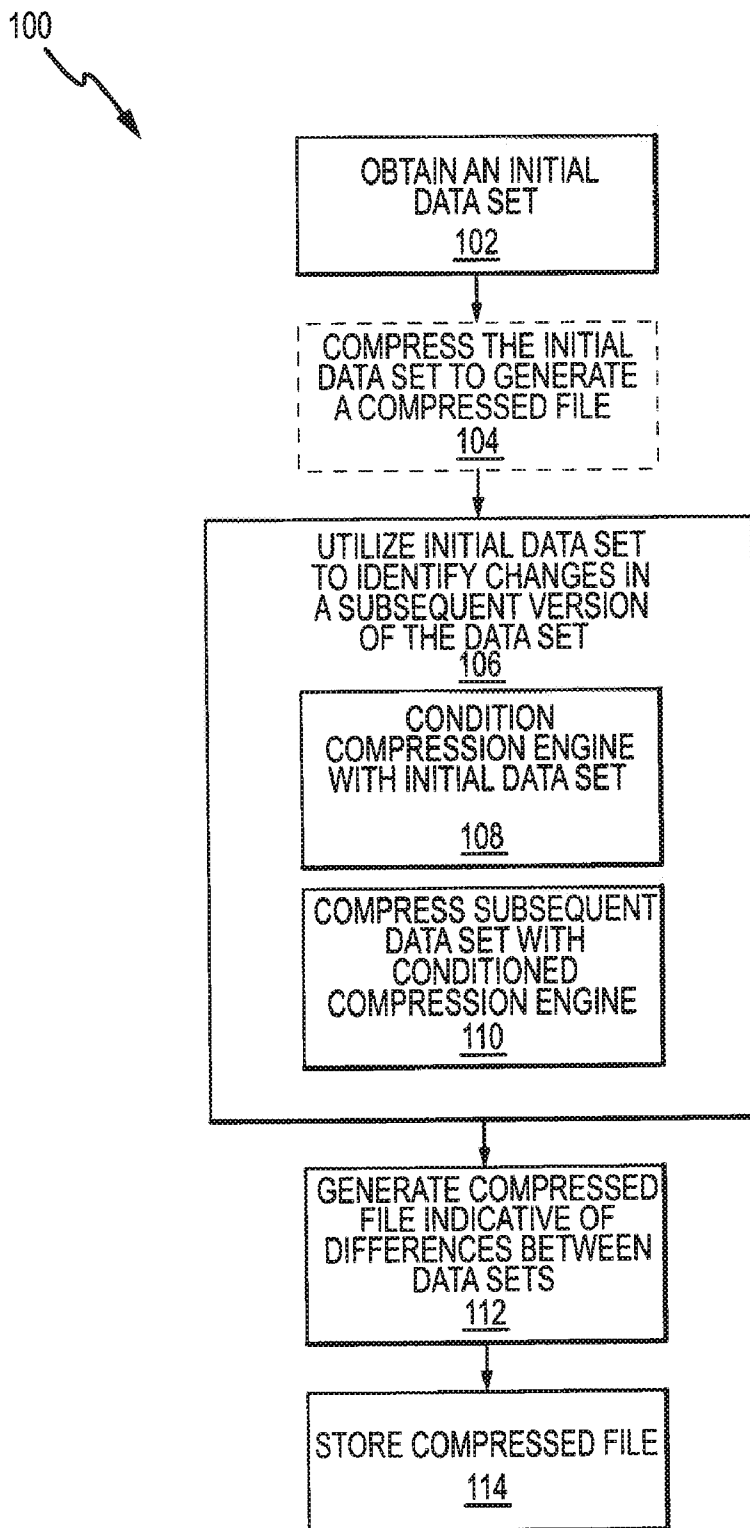 100
OBTAIN AN INITIAL
DATA SET
102
COMPRESS THE INITIAL
DATA SET TO GENERATE
A COMPRESSED FILE
104
UTILIZE INITIAL DATA SET
TO IDENTIFY CHANGES IN
A SUBSEQUENT VERSION
OF THE DATA SET
106
CONDITION
COMPRESSION ENGINE
WITH INITIAL DATA SET
108
COMPRESS SUBSEQUENT
DATA SET WITH
CONDITIONED
COMPRESSION ENGINE
110
GENERATE COMPRESSED
FILE INDICATIVE OF
DIFFERENCES BETWEEN
DATA SETS
112
STORE COMPRESSED FILE
114